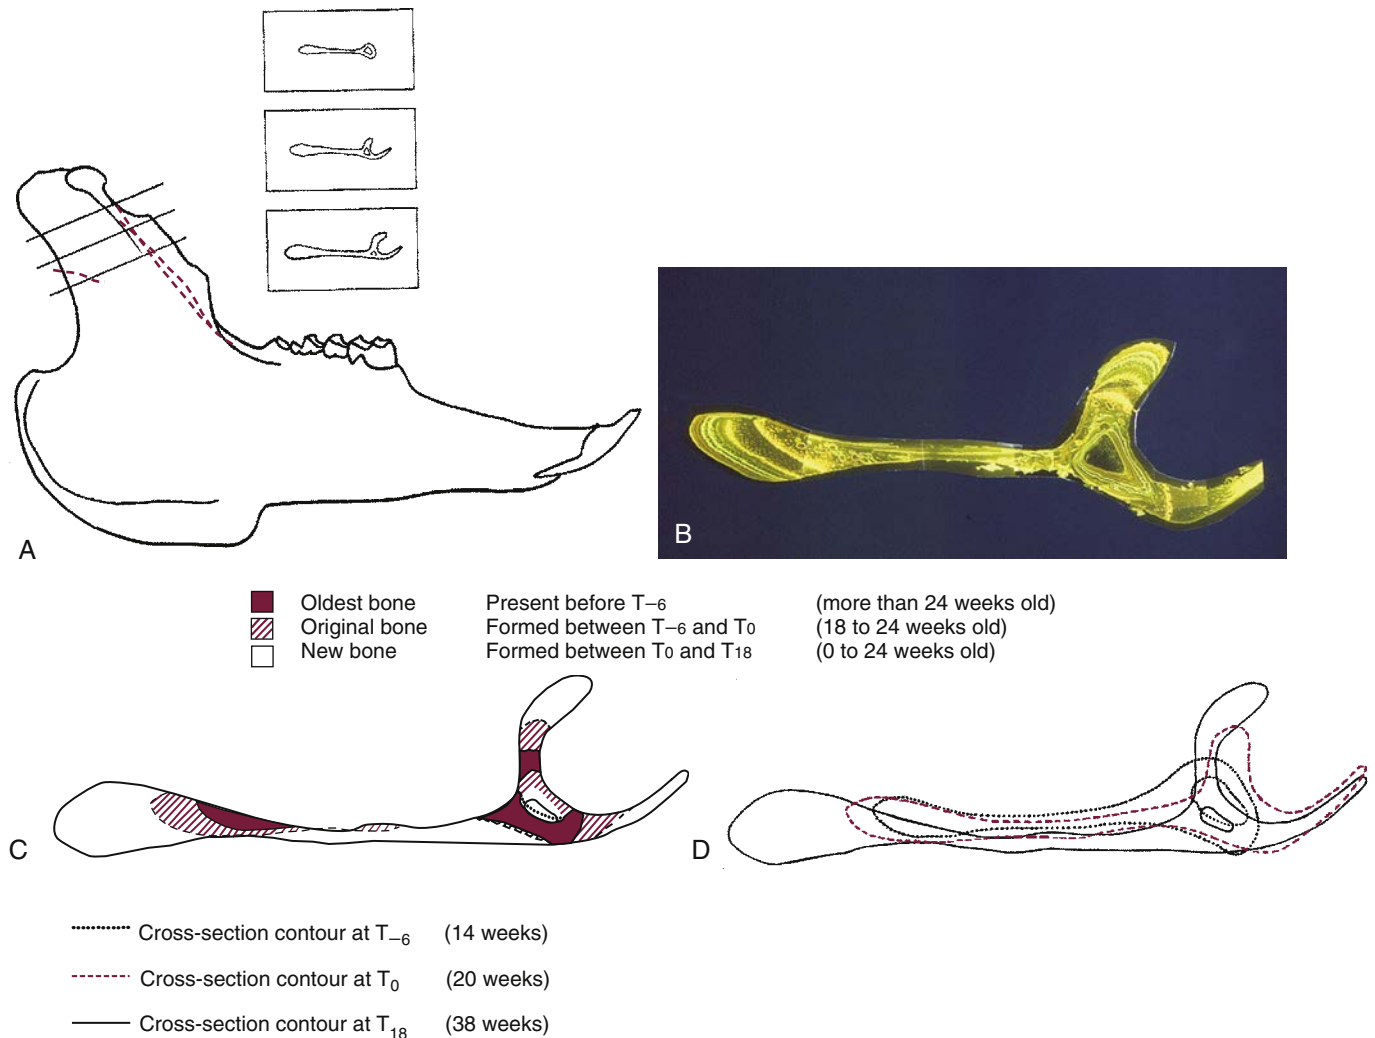 A
B
Oldest bone Present before T–6 (more than 24 weeks old)
Original bone Formed between T–6 and T0 (18 to 24 weeks old)
New bone Formed between T0 and T18 (0 to 24 weeks old)
C
D
Cross-section contour at T–6 (14 weeks)
Cross-section contour at T0 (20 weeks)
Cross-section contour at T18 (38 weeks)